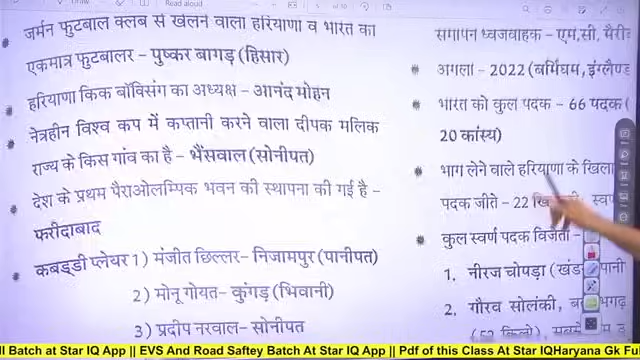 Read aloud
जर्मन फुटबाल क्लब से खेलने वाला हरियाणा व भारत का
एकमात्र फुटबालर – पुष्कर बागड़ (हिसार)
हरियाणा किक बॉक्सिंग का अध्यक्ष – आनंद मोहन
नेत्रहीन विश्व कप में कप्तानी करने वाला दीपक मलिक
राज्य के किस गांव का है – भैंसवाल (सोनीपत)
देश के प्रथम पैराओलम्पिक भवन की स्थापना की गई है –
फरीदाबाद
कबड्डी प्लेयर 1) मंजीत छिल्लर– निजामपुर (पानीपत)
2) मोनू गोयत– कुंगड़ (भिवानी)
3) प्रदीप नरवाल – सोनीपत
समापन ध्वजवाहक – एम.सी.
अगला – 2022 (बर्मिंघम, इंग्लैण्ड
भारत को कुल पदक – 66 पदक (
20 कांस्य)
भाग लेने वाले हरियाणा के
पदक जीते – 22
कुल स्वर्ण पदक विजेता –
1. नीरज चोपड़ा
2. गौरव सोलंकी,
ll Batch at Star IQ App || EVS And Road Saftey Batch At Star IQ App || Pdf of this Class At Star IQHaryana Gk Fu